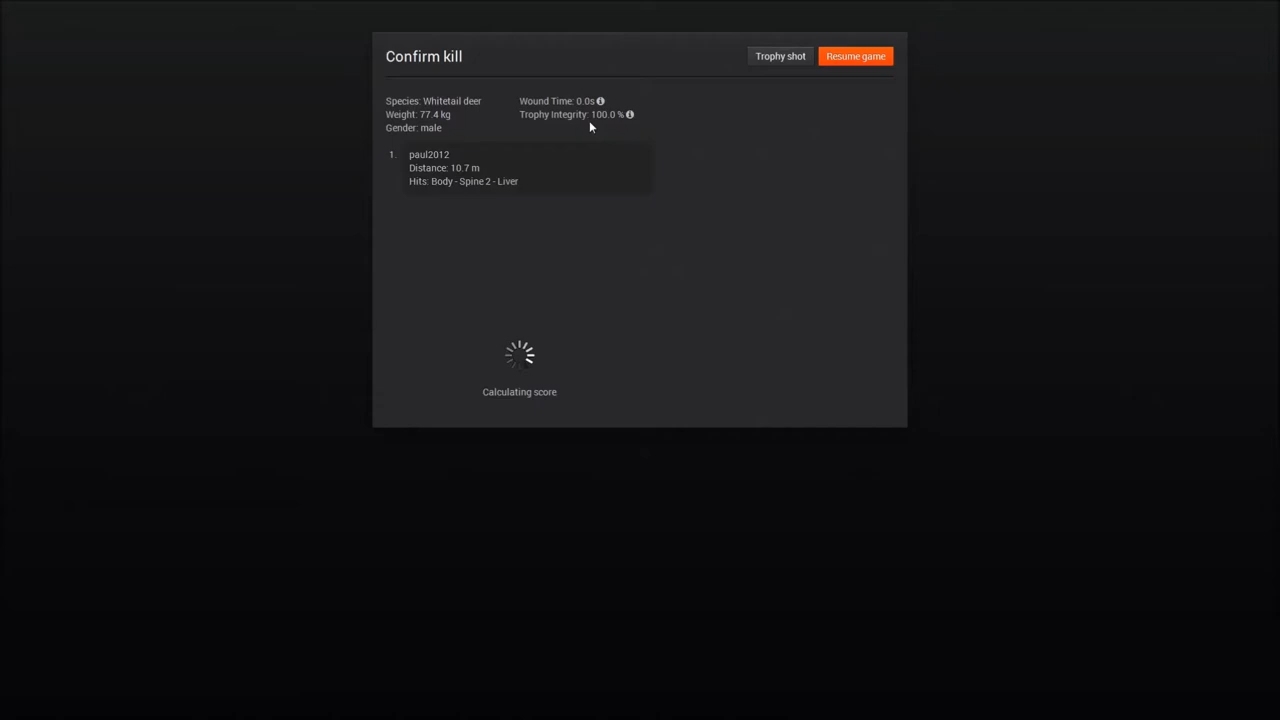 Confirm kill
Trophy shot
Resume game
Species: Whitetail deer
Weight: 77.4 kg
Gender: male
Wound Time: 0.0s
Trophy Integrity: 100.0 %
1.
paul2012
Distance: 10.7 m
Hits: Body - Spine 2 - Liver
Calculating score